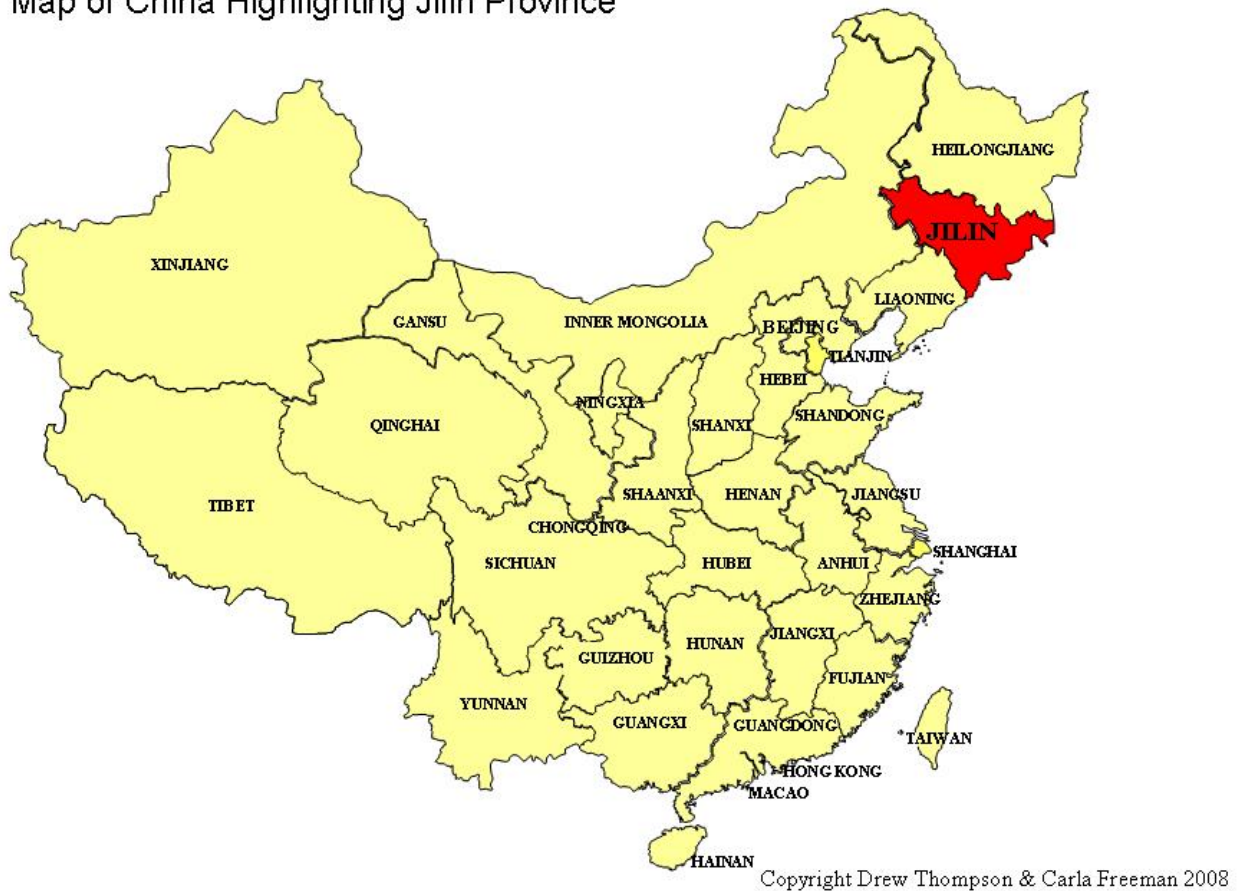 Map of China Highlighting Jilin Province
HEILONGJIANG
JILIN
XINJIANG
LIAONING
GANSU
INNER MONGOLIA
BEIJING
TIANJIN
HEBEI
NINGXIA
SHANXI
SHANDONG
QINGHAI
TIBET
SHAANXI
HENAN
JIANGSU
CHONGQING
SICHUAN
HUBEI
ANHUI
SHANGHAI
ZHEJIANG
GUIZHOU
HUNAN
JIANGXI
FUJIAN
YUNNAN
GUANGXI
GUANGDONG
TAIWAN
HONG KONG
MACAO
HAINAN
Copyright Drew Thompson & Carla Freeman 2008